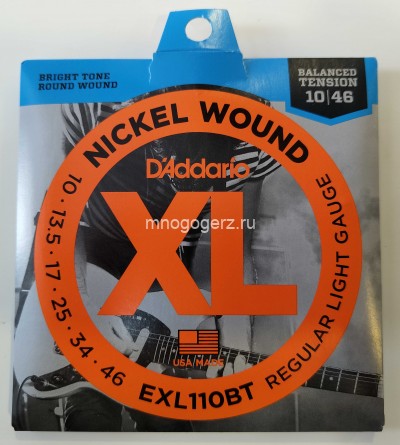 BRIGHT TONE
ROUND WOUND
BALANCED
TENSION
10|46
NICKEL WOUND
D'Addario
XL
mnogogerz.ru
10 · 13.5 · 17 · 25 · 34 · 46
USA/MADE
EXL110BT
REGULAR LIGHT GAUGE